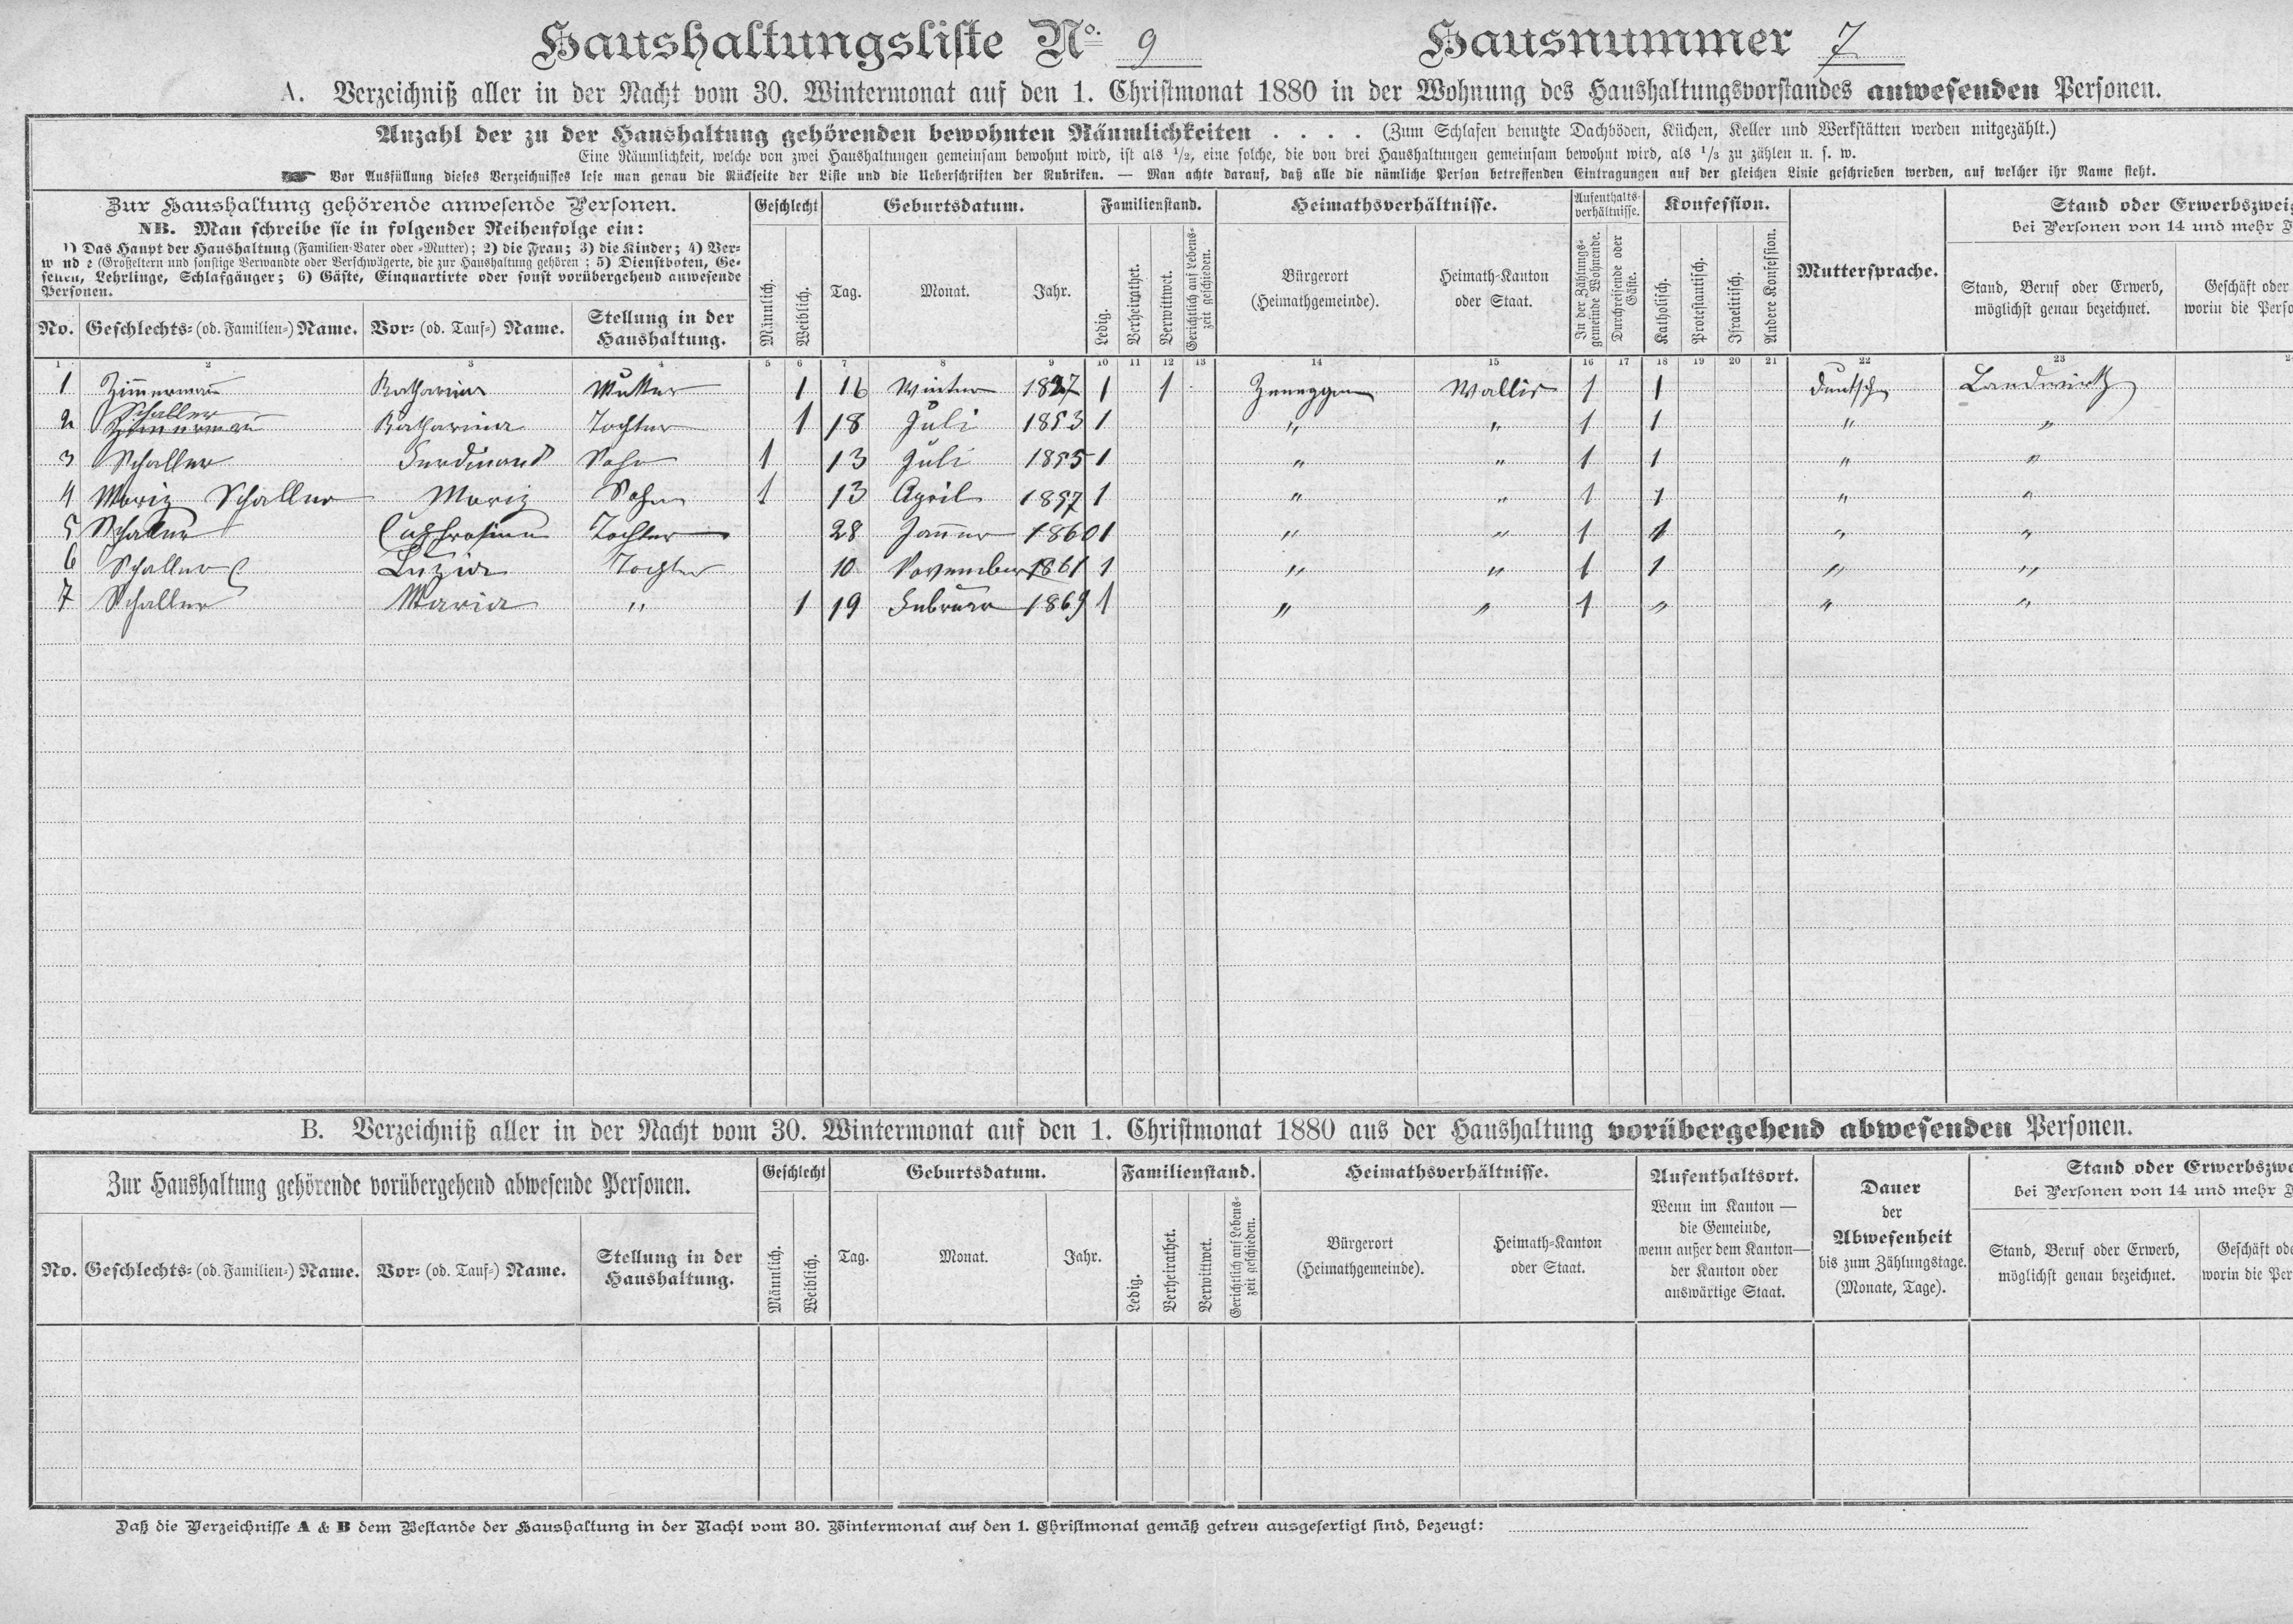 Haushaltungsliste No. 9 Hausnummer 7
A. Verzeichniß aller in der Nacht vom 30. Wintermonat auf den 1. Christmonat 1880 in der Wohnung des Haushaltungsvorstandes anwesenden Personen.
Anzahl der zu der Haushaltung gehörenden bewohnten Räumlichkeiten . . . . (Zum Schlafen benutzte Dachböden, Küchen, Keller und Werkstätten werden mitgezählt.)
Eine Räumlichkeit, welche von zwei Haushaltungen gemeinsam bewohnt wird, ist als 1/2, eine solche, die von drei Haushaltungen gemeinsam bewohnt wird, als 1/3 zu zählen u. s. w.
Vor Ausfüllung dieses Verzeichnisses lese man genau die Rückseite der Liste und die Ueberschriften der Rubriken. — Man achte darauf, daß alle die nämliche Person betreffenden Eintragungen auf der gleichen Linie geschrieben werden, auf welcher ihr Name steht.
Zur Haushaltung gehörende anwesende Personen.
NB. Man schreibe sie in folgender Reihenfolge ein:
1) Das Haupt der Haushaltung (Familien-Vater oder -Mutter); 2) die Frau; 3) die Kinder; 4) Ver-
w nd e (Großeltern und sonstige Verwandte oder Verschwägerte, die zur Haushaltung gehören ; 5) Dienstboten, Ge-
sellen, Lehrlinge, Schlafgänger; 6) Gäste, Einquartirte oder sonst vorübergehend anwesende
Personen.
No. Geschlechts- (od. Familien-) Name. Vor- (od. Tauf-) Name. Stellung in der Haushaltung.
Geschlecht Männlich. Weiblich.
Geburtsdatum. Tag. Monat. Jahr.
Familienstand. Ledig. Verheirathet. Verwittwet. Gerichtlich auf Lebenszeit geschieden.
Heimathsverhältnisse. Bürgerort (Heimathgemeinde). Heimath-Kanton oder Staat.
Aufenthaltsverhältnisse. In der Zählungsgemeinde Wohnende. Durchreisende oder Gäste.
Konfession. Katholisch. Protestantisch. Israelitisch. Andere Konfession.
Muttersprache.
Stand oder Erwerbszweig
bei Personen von 14 und mehr J
Stand, Beruf oder Erwerb, möglichst genau bezeichnet.
Geschäft oder
worin die Perso
1 2 3 4 5 6 7 8 9 10 11 12 13 14 15 16 17 18 19 20 21 22 23 2
1 Zimerman Katharina Mutter 1 16 Winter 1827 1 1 Zeneggen Wallis 1 1 deutsch Landwirth
2 Schaller Zimerman Katharina Tochter 1 18 Juli 1853 1 " " 1 1 " "
3 Schaller Ferdinand Sohn 1 13 Juli 1855 1 " " 1 1 " "
4 Moriz Schaller Moriz Sohn 1 13 April 1857 1 " " 1 1 " "
5 Schaller Euphrosine Tochter 28 Janner 1860 1 " " 1 1 " "
6 Schaller Luzia Tochter 10 November 1861 1 " " 1 1 " "
7 Schaller Maria " 1 19 Februar 1869 1 " " 1 " " "
B. Verzeichniß aller in der Nacht vom 30. Wintermonat auf den 1. Christmonat 1880 aus der Haushaltung vorübergehend abwesenden Personen.
Zur Haushaltung gehörende vorübergehend abwesende Personen.
No. Geschlechts- (od. Familien-) Name. Vor- (od. Tauf-) Name. Stellung in der Haushaltung.
Geschlecht Männlich. Weiblich.
Geburtsdatum. Tag. Monat. Jahr.
Familienstand. Ledig. Verheirathet. Verwittwet. Gerichtlich auf Lebenszeit geschieden.
Heimathsverhältnisse. Bürgerort (Heimathgemeinde). Heimath-Kanton oder Staat.
Aufenthaltsort.
Wenn im Kanton —
die Gemeinde,
wenn außer dem Kanton—
der Kanton oder
auswärtige Staat.
Dauer
der
Abwesenheit
bis zum Zählungstage.
(Monate, Tage).
Stand oder Erwerbszwe
bei Personen von 14 und mehr J
Stand, Beruf oder Erwerb, möglichst genau bezeichnet.
Geschäft ode
worin die Per
Daß die Verzeichnisse A & B dem Bestande der Haushaltung in der Nacht vom 30. Wintermonat auf den 1. Christmonat gemäß getreu ausgefertigt sind, bezeugt: